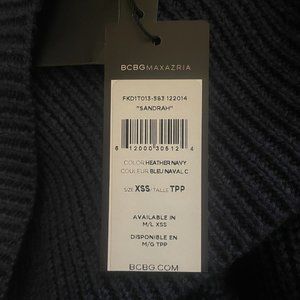 BCBGMAXAZRIA
FKD1T013-583 122014
"SANDRAH"
6 12000 30512 4
COLOR HEATHER NAVY
COULEUR BLEU NAVAL C
SIZE XSS/TAILLE TPP
AVAILABLE IN
M/L XSS
DISPONIBLE EN
M/G TPP
BCBG.COM